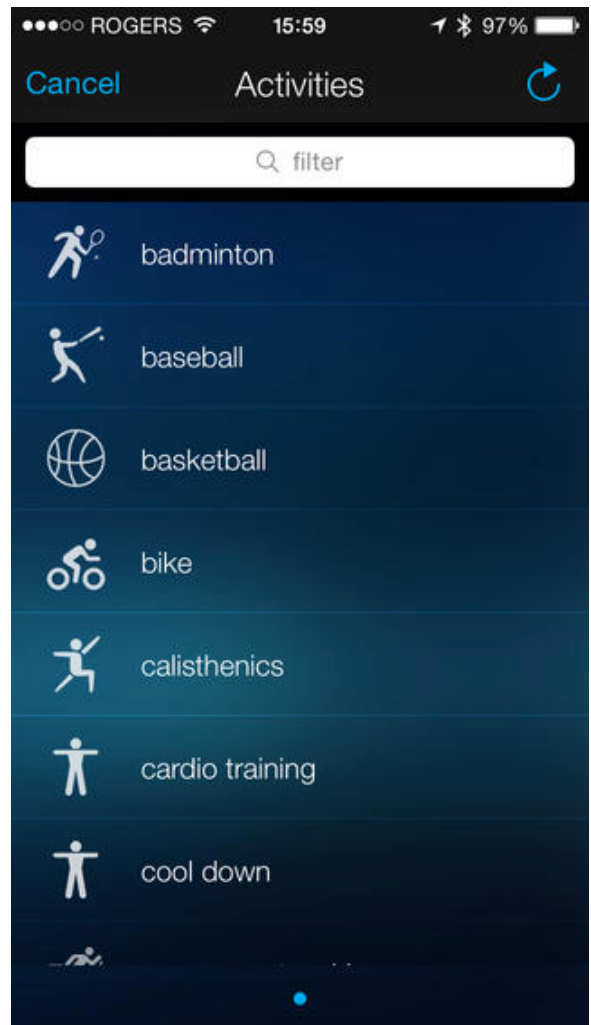 ROGERS 15:59 97%
Cancel Activities
filter
badminton
baseball
basketball
bike
calisthenics
cardio training
cool down